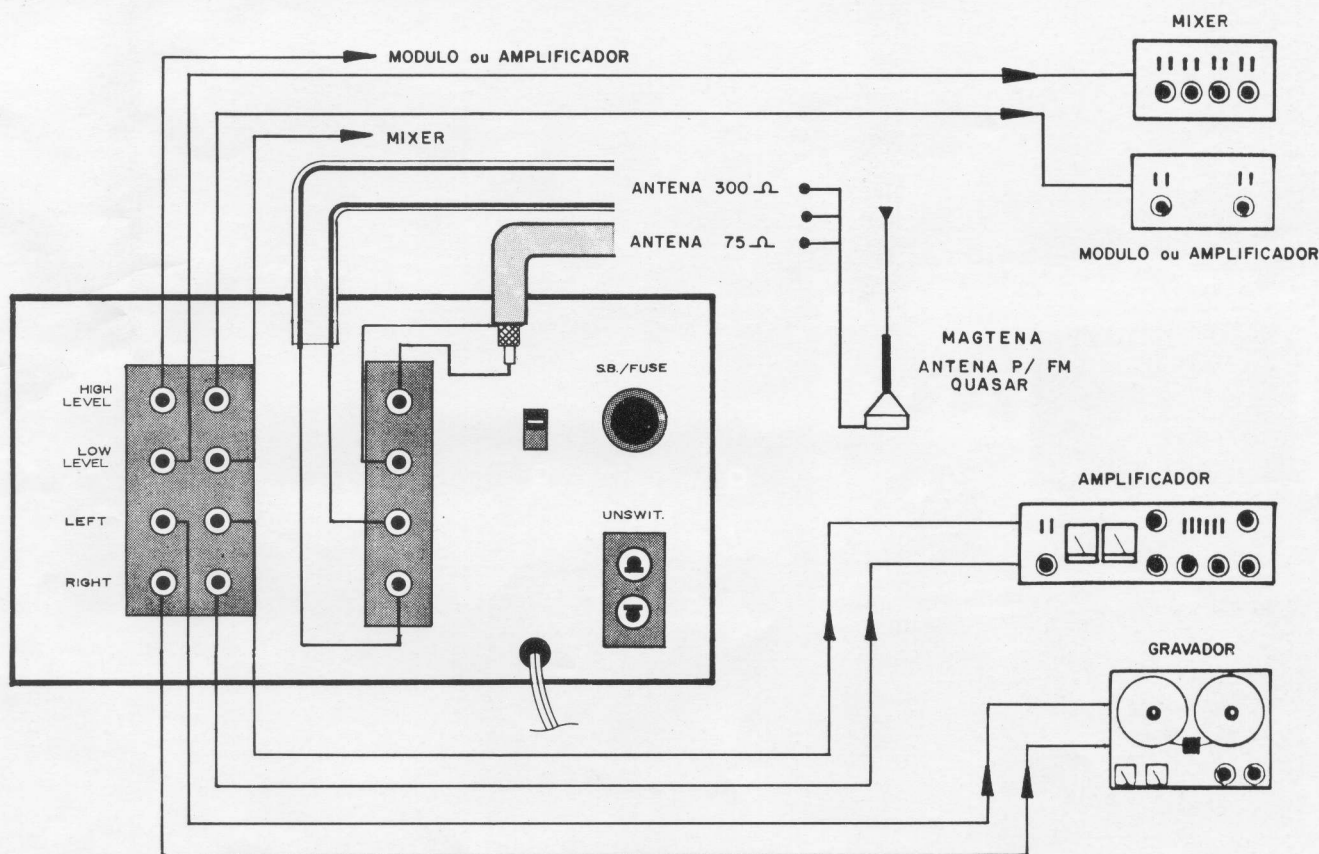 MIXER
MODULO ou AMPLIFICADOR
MIXER
ANTENA 300 Ω
ANTENA 75 Ω
MODULO ou AMPLIFICADOR
MAGTENA
ANTENA P/ FM
QUASAR
HIGH
LEVEL
LOW
LEVEL
LEFT
RIGHT
S.B./FUSE
UNSWIT.
AMPLIFICADOR
GRAVADOR